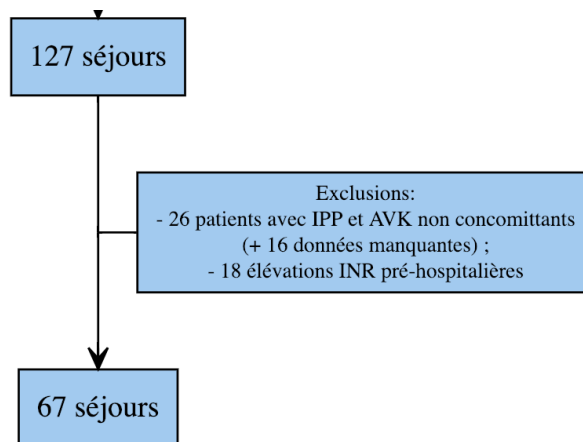 127 séjours
Exclusions:
- 26 patients avec IPP et AVK non concomittants
(+ 16 données manquantes) ;
- 18 élévations INR pré-hospitalières
67 séjours